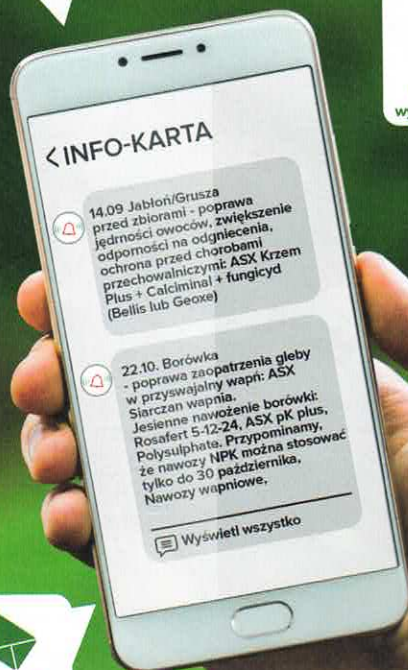 < INFO-KARTA
14.09 Jabłoń/Grusza
przed zbiorami - poprawa
jędrności owoców, zwiększenie
odporności na odgniecenia,
ochrona przed chorobami
przechowalniczymi: ASX Krzem
Plus + Calciminal + fungicyd
(Bellis lub Geoxe)
22.10. Borówka
- poprawa zaopatrzenia gleby
w przyswajalny wapń: ASX
Siarczan wapnia.
Jesienne nawożenie borówki:
Rosafert 5-12-24, ASX pK plus,
Polysulphate. Przypominamy,
że nawozy NPK można stosować
tylko do 30 października.
Nawozy wapniowe.
Wyświetl wszystko